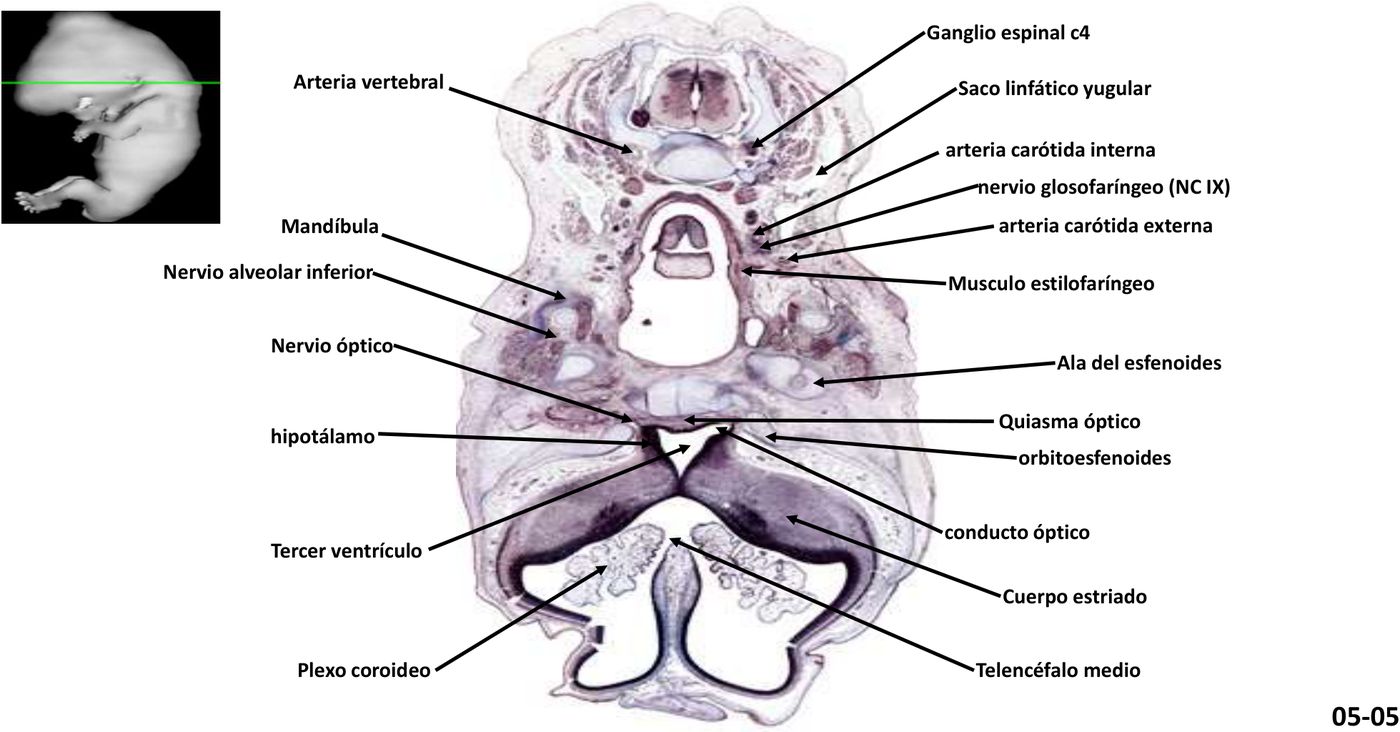 Ganglio espinal c4
Arteria vertebral
Saco linfático yugular
arteria carótida interna
nervio glosofaríngeo (NC IX)
Mandíbula
arteria carótida externa
Nervio alveolar inferior
Musculo estilofaríngeo
Nervio óptico
Ala del esfenoides
Quiasma óptico
hipotálamo
orbitoesfenoides
conducto óptico
Tercer ventrículo
Cuerpo estriado
Plexo coroideo
Telencéfalo medio
05-05